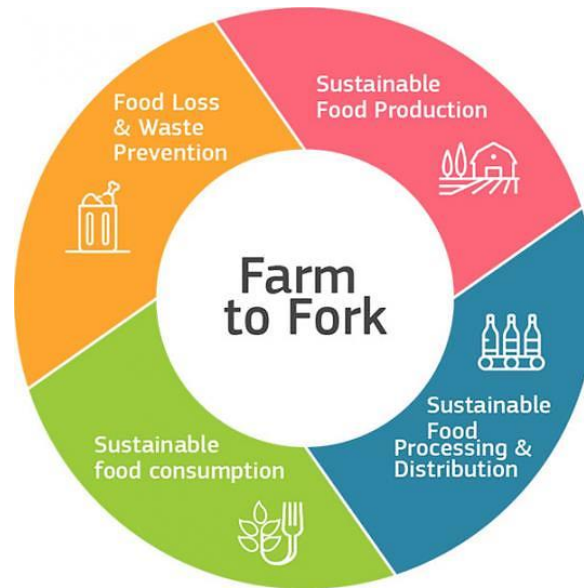 Sustainable
Food Production
Sustainable
Food
Processing &
Distribution
Sustainable
food consumption
Food Loss
& Waste
Prevention
Farm
to Fork